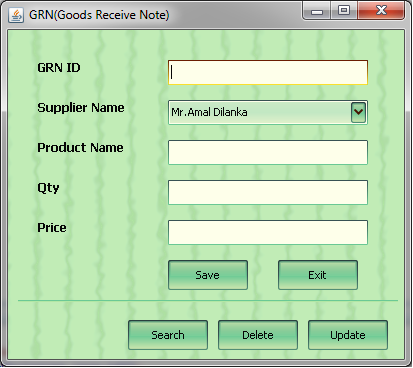 GRN(Goods Receive Note)
GRN ID
Supplier Name Mr.Amal Dilanka
Product Name
Qty
Price
Save Exit
Search Delete Update